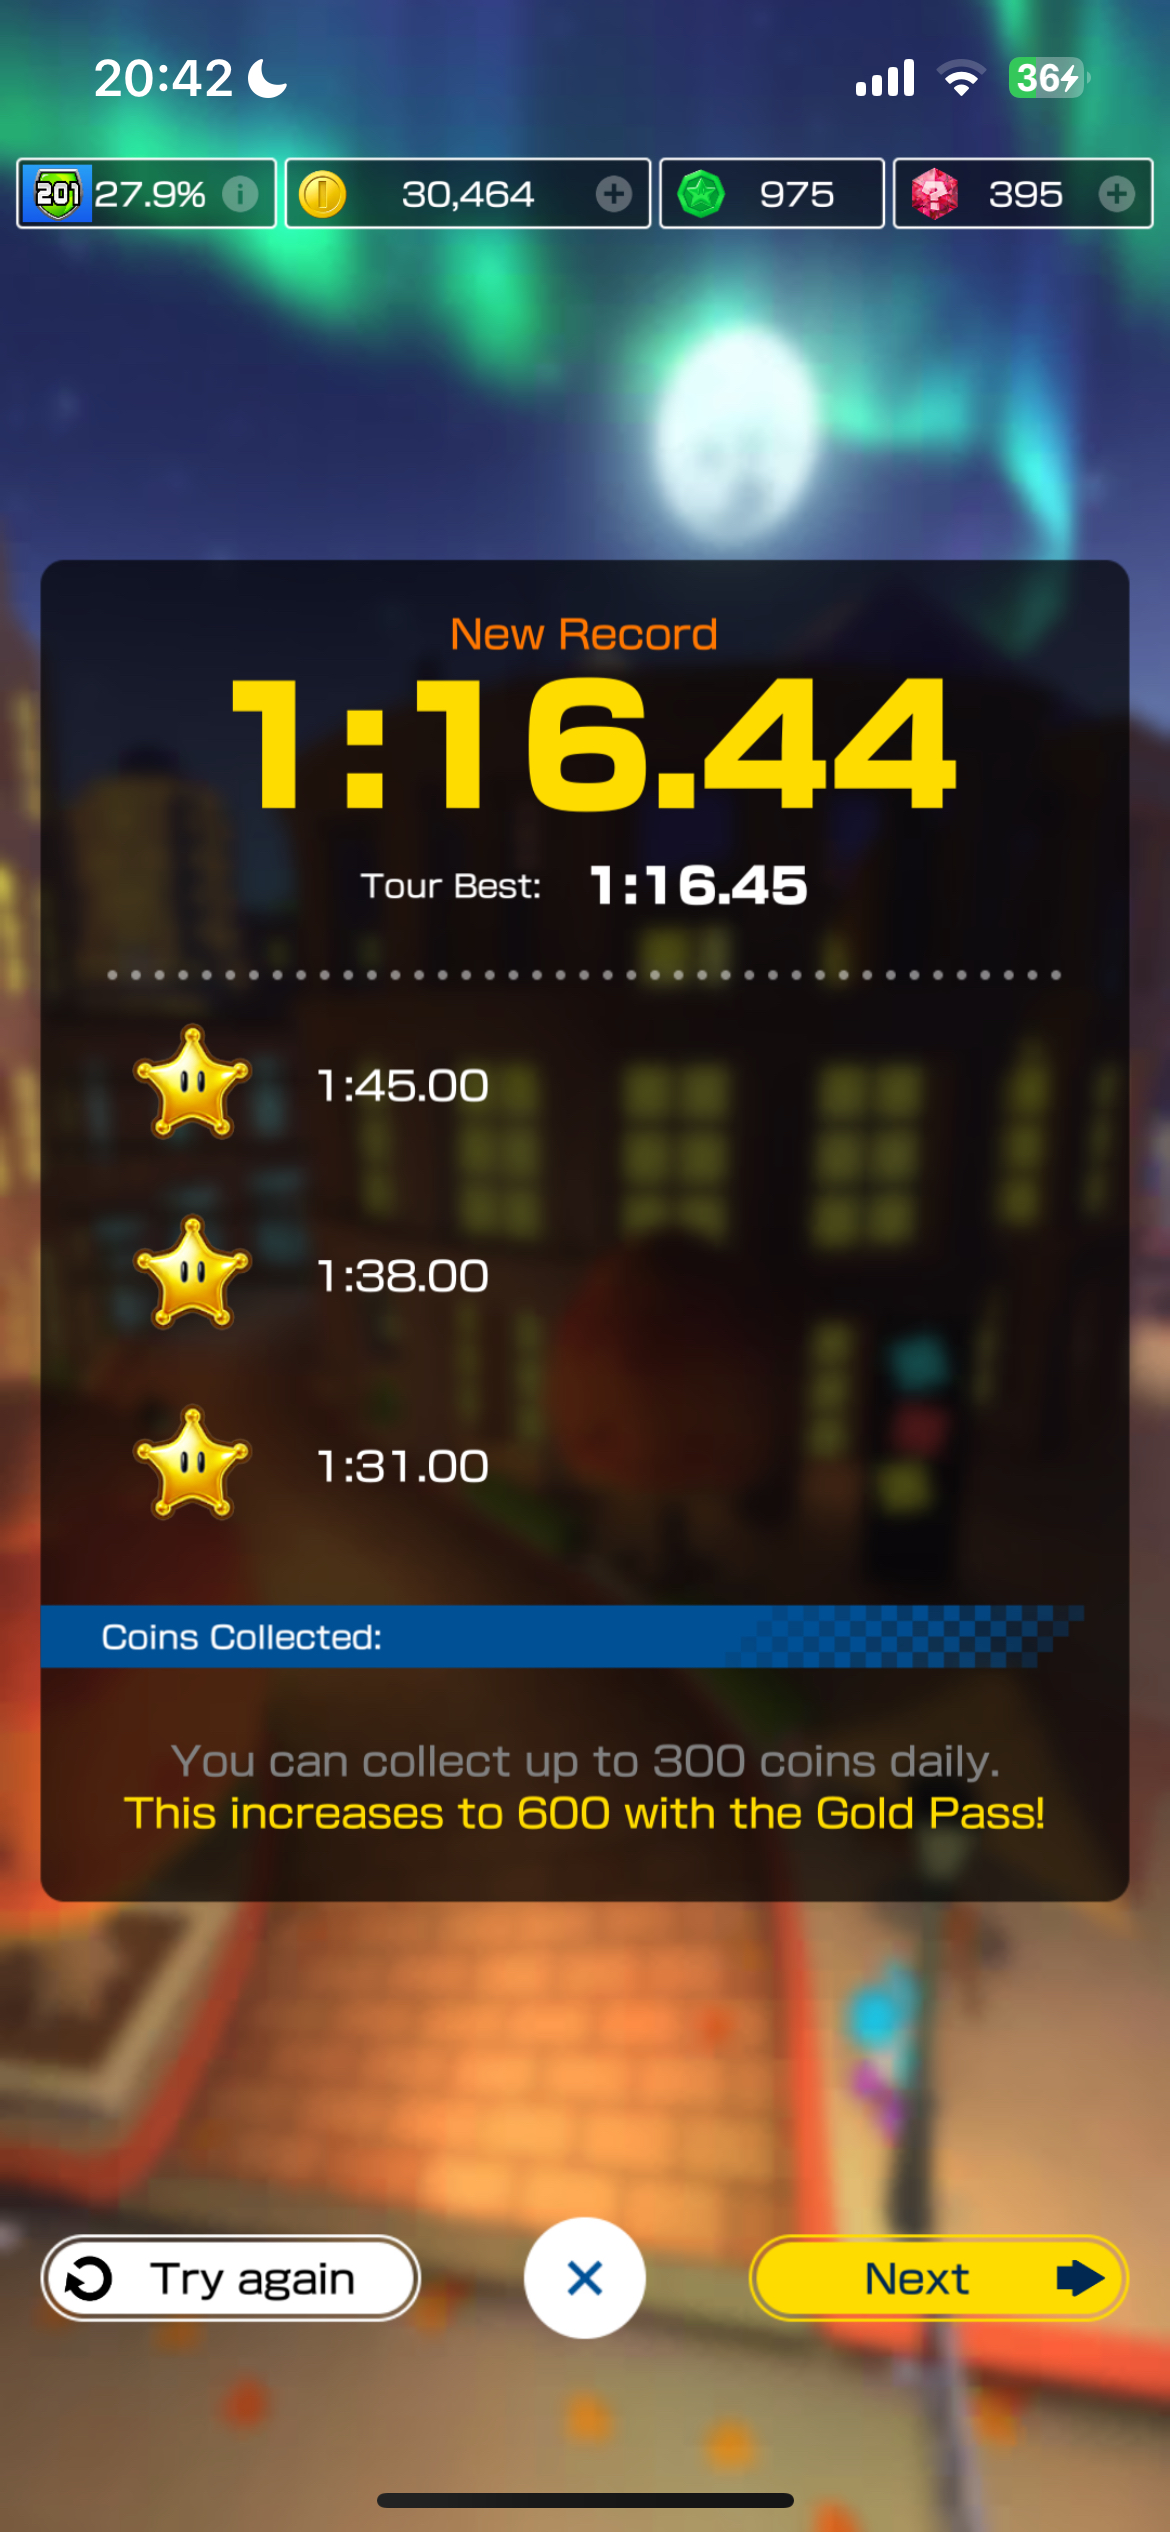 20:42
36
201 27.9% i 30,464 + 975 395 +
New Record
1:16.44
Tour Best: 1:16.45
1:45.00
1:38.00
1:31.00
Coins Collected:
You can collect up to 300 coins daily.
This increases to 600 with the Gold Pass!
Try again
×
Next